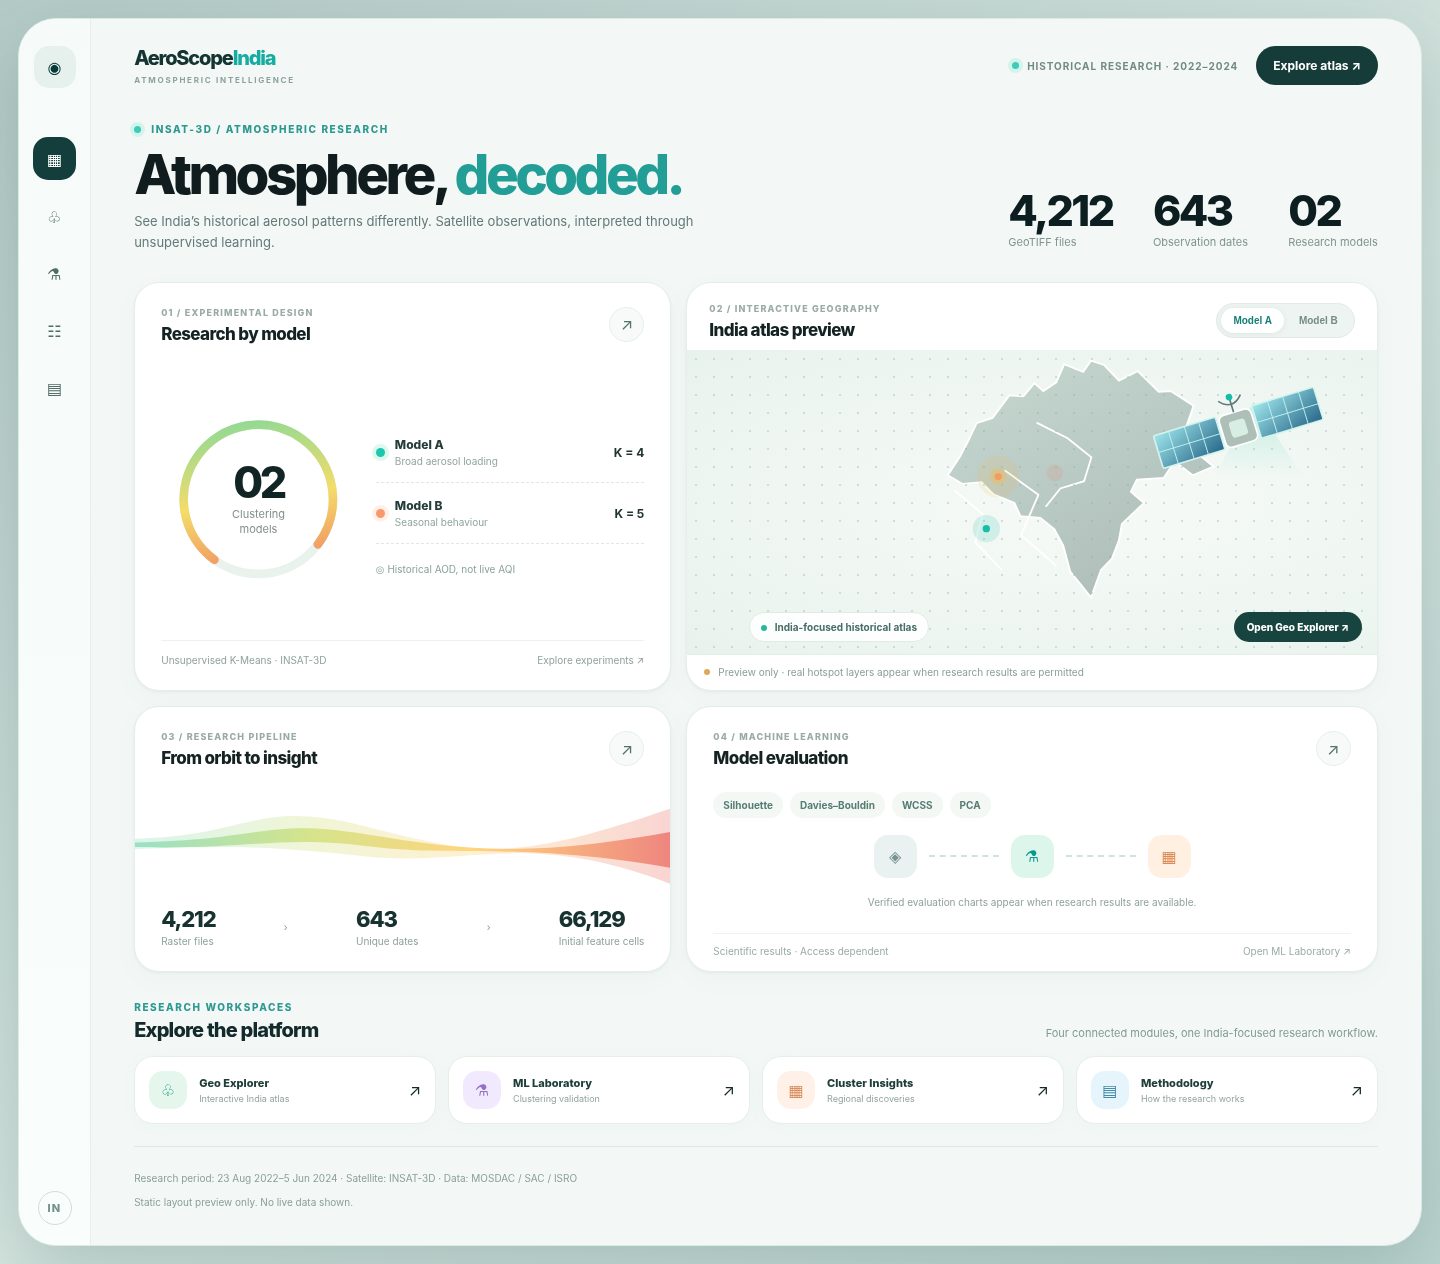 AeroScopeIndia
ATMOSPHERIC INTELLIGENCE
HISTORICAL RESEARCH · 2022–2024
Explore atlas ↗
INSAT-3D / ATMOSPHERIC RESEARCH
Atmosphere, decoded.
See India’s historical aerosol patterns differently. Satellite observations, interpreted through
unsupervised learning.
4,212
GeoTIFF files
643
Observation dates
02
Research models
01 / EXPERIMENTAL DESIGN
Research by model
↗
02
Clustering
models
Model A
Broad aerosol loading
K = 4
Model B
Seasonal behaviour
K = 5
◎ Historical AOD, not live AQI
Unsupervised K-Means · INSAT-3D
Explore experiments ↗
02 / INTERACTIVE GEOGRAPHY
India atlas preview
Model A
Model B
India-focused historical atlas
Open Geo Explorer ↗
Preview only · real hotspot layers appear when research results are permitted
03 / RESEARCH PIPELINE
From orbit to insight
↗
4,212
Raster files
›
643
Unique dates
›
66,129
Initial feature cells
04 / MACHINE LEARNING
Model evaluation
↗
Silhouette
Davies–Bouldin
WCSS
PCA
Verified evaluation charts appear when research results are available.
Scientific results · Access dependent
Open ML Laboratory ↗
RESEARCH WORKSPACES
Explore the platform
Four connected modules, one India-focused research workflow.
Geo Explorer
Interactive India atlas
↗
ML Laboratory
Clustering validation
↗
Cluster Insights
Regional discoveries
↗
Methodology
How the research works
↗
Research period: 23 Aug 2022–5 Jun 2024 · Satellite: INSAT-3D · Data: MOSDAC / SAC / ISRO
Static layout preview only. No live data shown.
IN